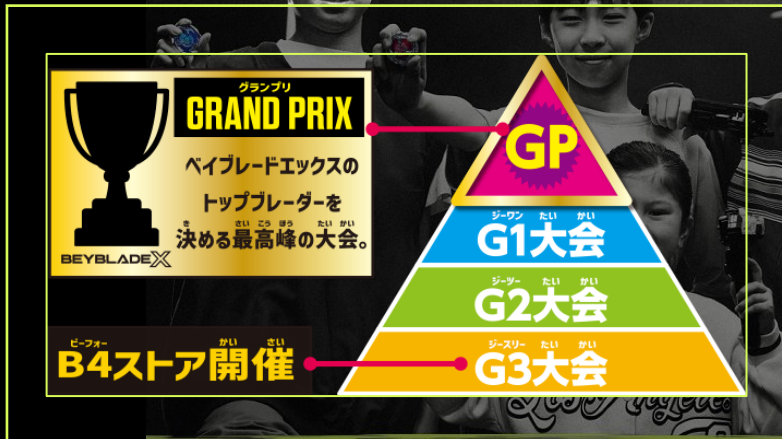 グランプリ
GRAND PRIX
ベイブレードエックスの
トップブレーダーを
き さい こう ほう たい かい
決める最高峰の大会。
BEYBLADE X
GP
ジーワン たい かい
G1大会
ジーツー たい かい
G2大会
ビーフォー かい さい
B4ストア開催
ジースリー たい かい
G3大会
Los Angeles